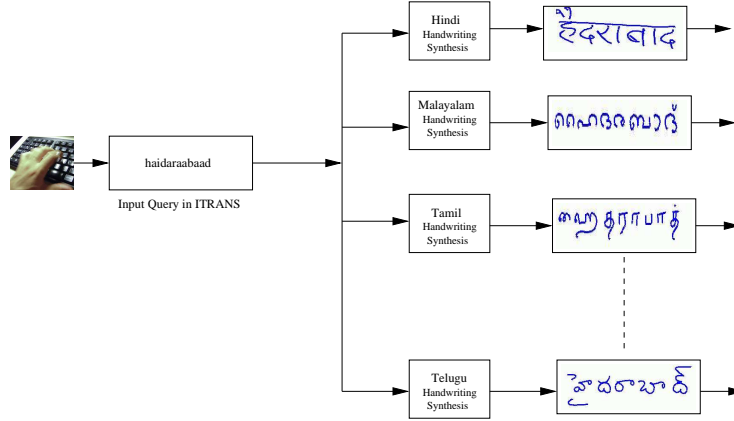 haidaraabaad
Input Query in ITRANS
Hindi
Handwriting
Synthesis
हैदराबाद
Malayalam
Handwriting
Synthesis
ഹൈദരബാദ്
Tamil
Handwriting
Synthesis
ஹைதராபாத்
Telugu
Handwriting
Synthesis
హైదరాబాద్